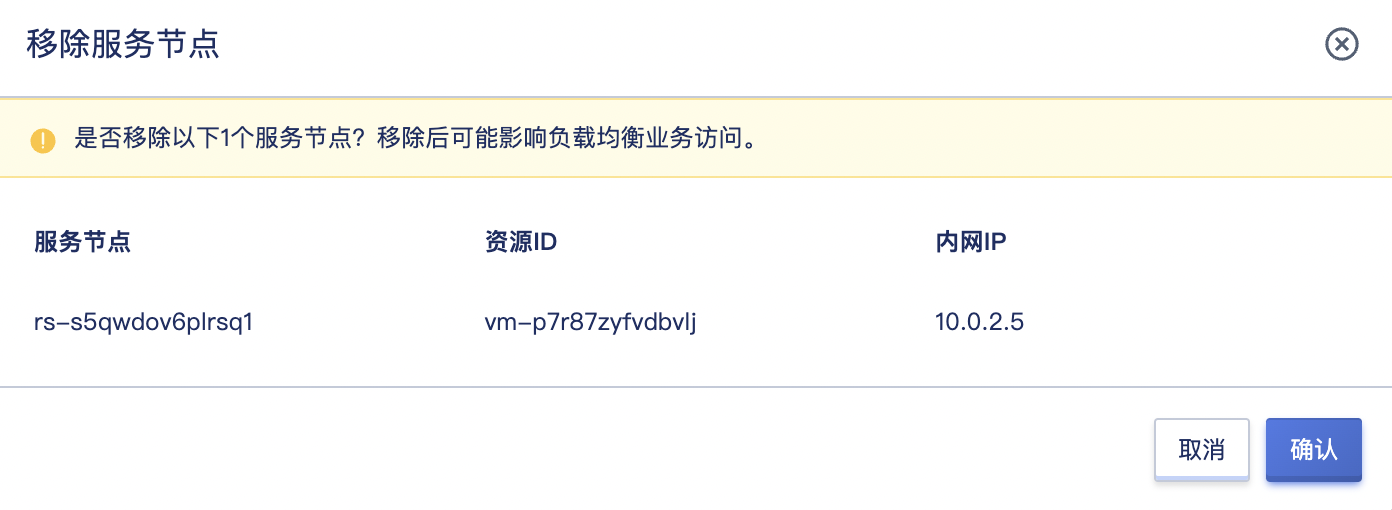 移除服务节点
是否移除以下1个服务节点？移除后可能影响负载均衡业务访问。
服务节点 资源ID 内网IP
rs-s5qwdov6plrsq1 vm-p7r87zyfvdbvlj 10.0.2.5
取消 确认